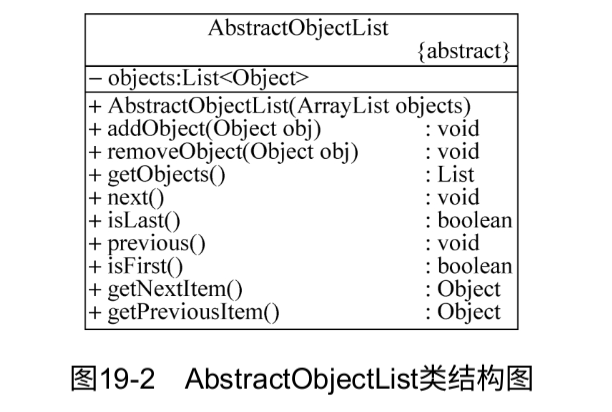 AbstractObjectList
{abstract}
− objects:List<Object>
+ AbstractObjectList(ArrayList objects)
+ addObject(Object obj) : void
+ removeObject(Object obj) : void
+ getObjects() : List
+ next() : void
+ isLast() : boolean
+ previous() : void
+ isFirst() : boolean
+ getNextItem() : Object
+ getPreviousItem() : Object
图19-2 AbstractObjectList类结构图